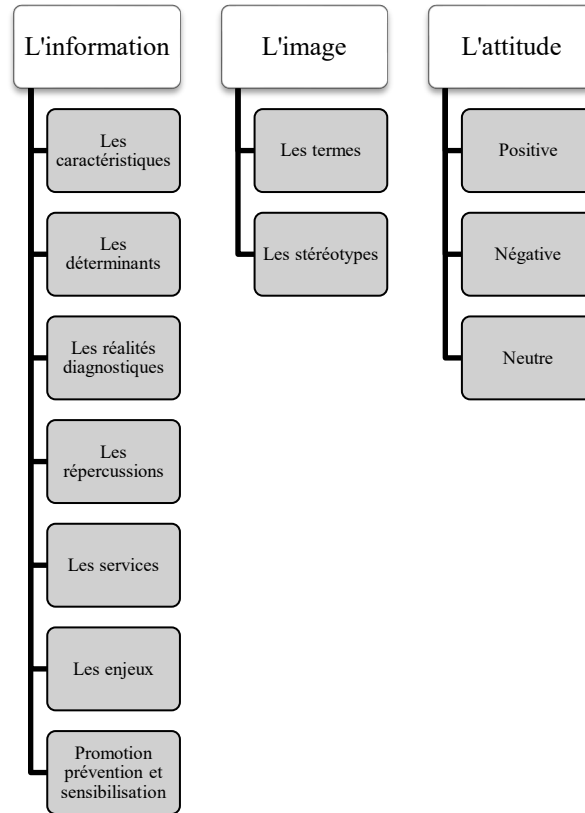 L'information
Les
caractéristiques
Les
déterminants
Les réalités
diagnostiques
Les
répercussions
Les services
Les enjeux
Promotion
prévention et
sensibilisation
L'image
Les termes
Les stéréotypes
L'attitude
Positive
Négative
Neutre